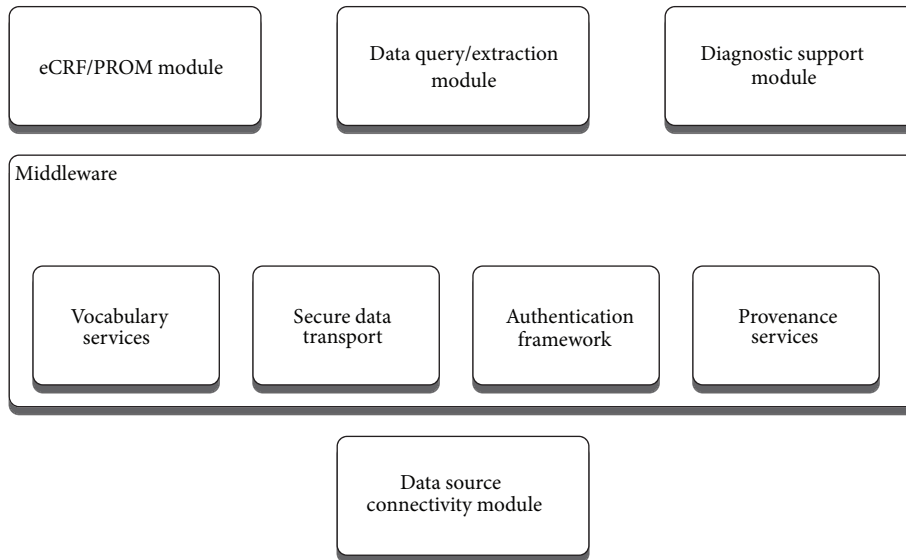 eCRF/PROM module
Data query/extraction
module
Diagnostic support
module
Middleware
Vocabulary
services
Secure data
transport
Authentication
framework
Provenance
services
Data source
connectivity module